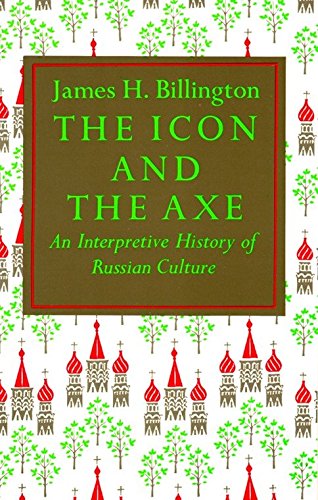 James H. Billington
THE ICON
AND
THE AXE
An Interpretive History of
Russian Culture